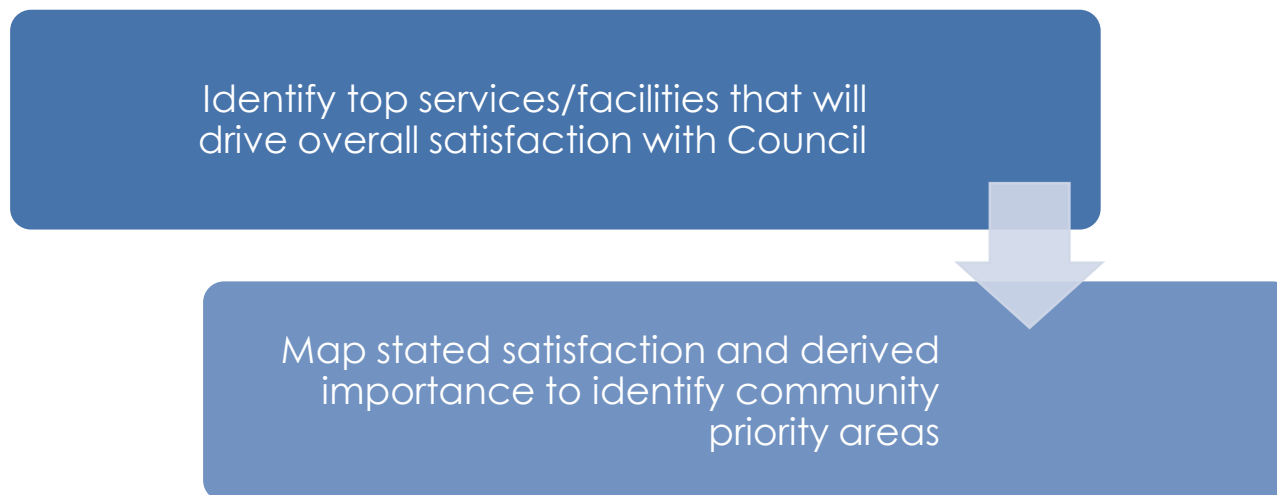 Identify top services/facilities that will
drive overall satisfaction with Council
Map stated satisfaction and derived
importance to identify community
priority areas